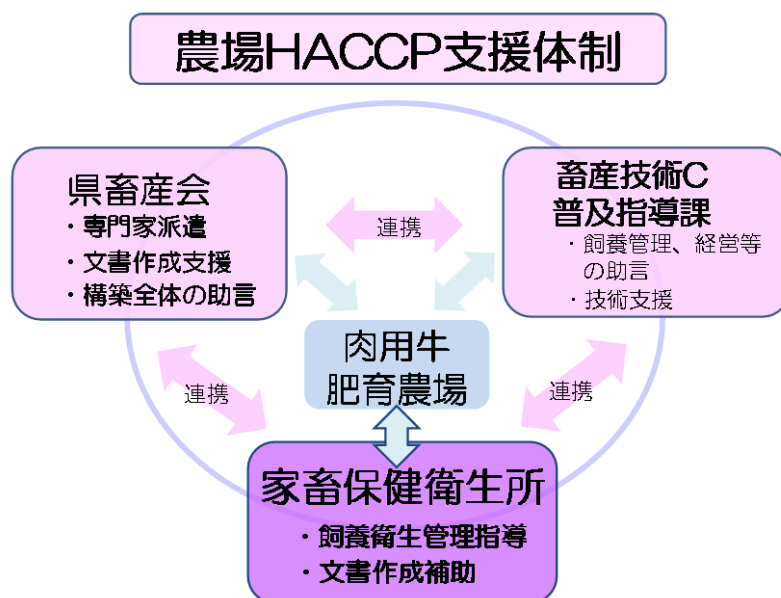 農場HACCP支援体制
県畜産会
・専門家派遣
・文書作成支援
・構築全体の助言
畜産技術C
普及指導課
・飼養管理、経営等
の助言
・技術支援
連携
肉用牛
肥育農場
連携
連携
家畜保健衛生所
・飼養衛生管理指導
・文書作成補助